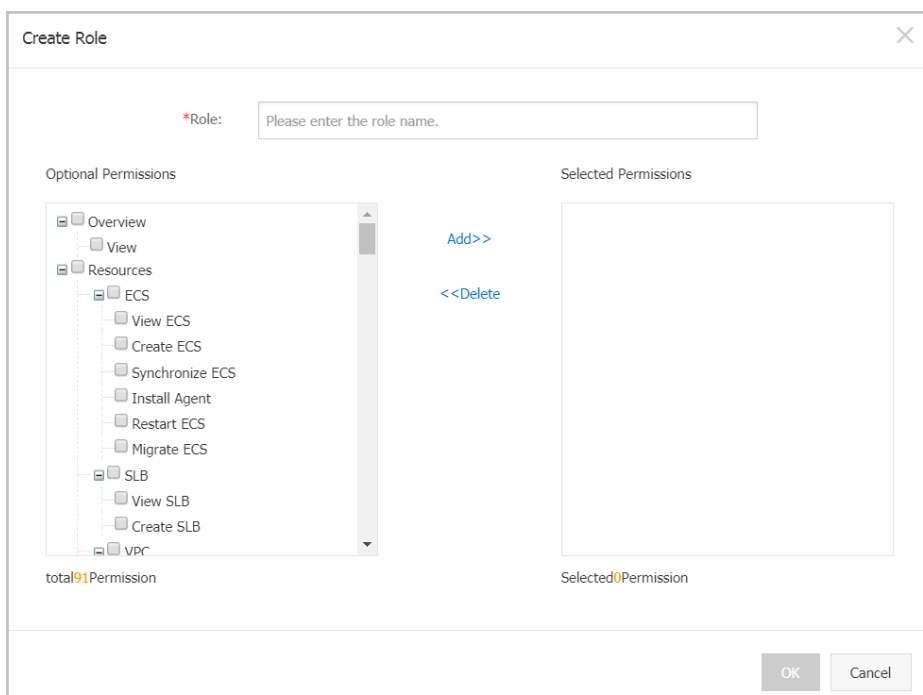 Create Role
*Role:
Please enter the role name.
Optional Permissions
Selected Permissions
Overview
View
Resources
ECS
View ECS
Create ECS
Synchronize ECS
Install Agent
Restart ECS
Migrate ECS
SLB
View SLB
Create SLB
VPC
Add>>
<<Delete
total91Permission
Selected0Permission
OK
Cancel